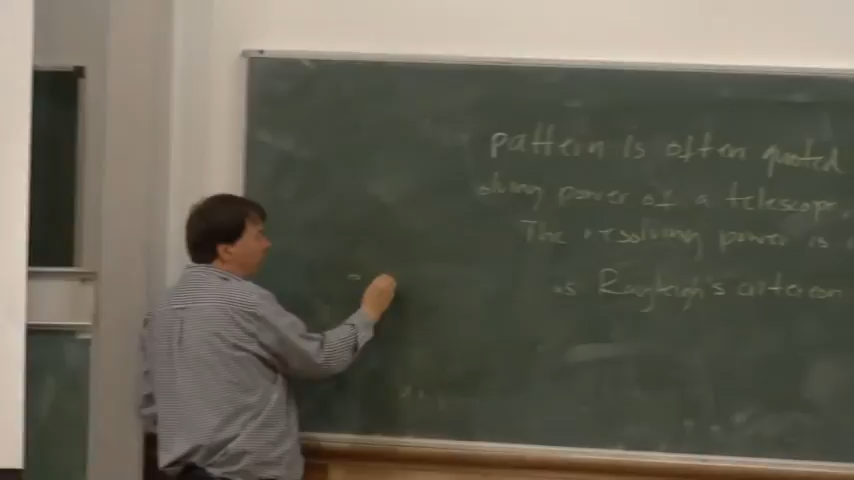 pattern is often quoted
olving power of a telescope.
The resolving power is
as Rayleigh's criterion